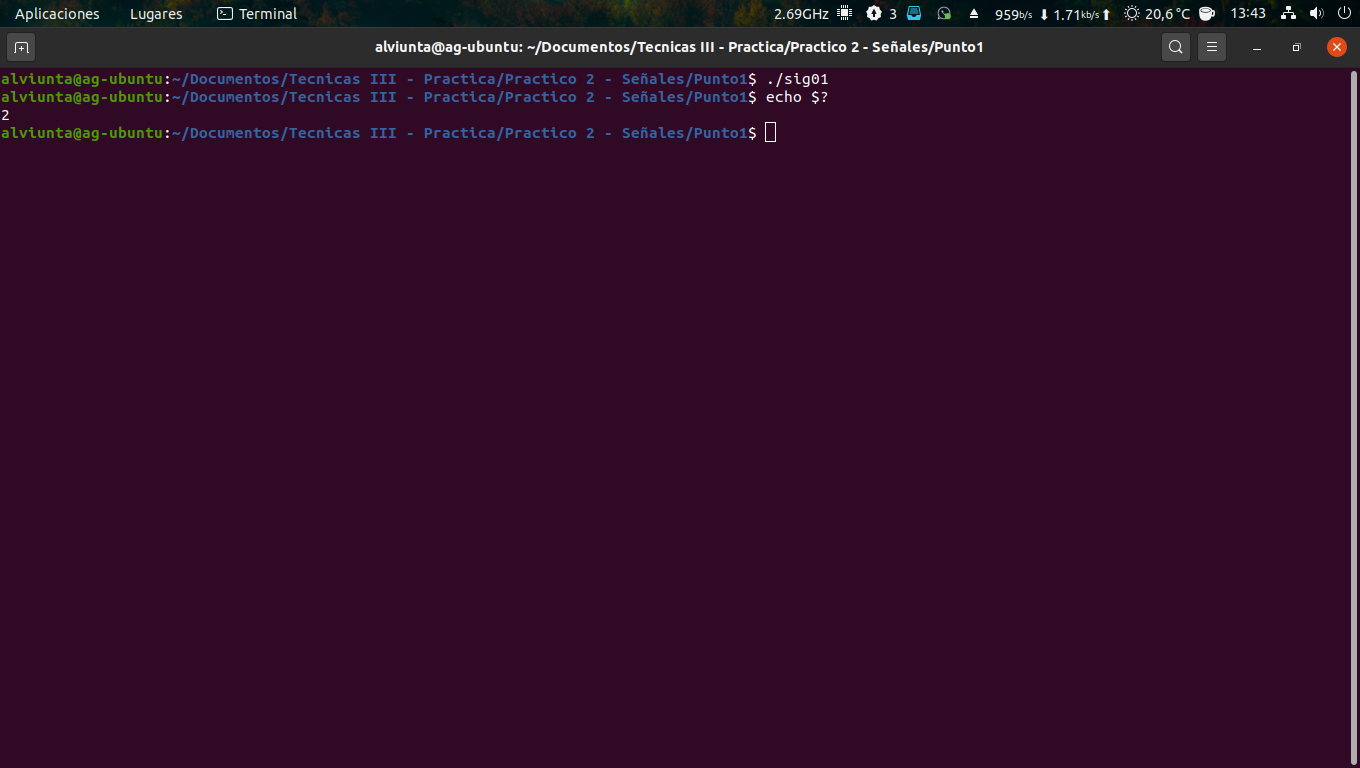 Aplicaciones Lugares Terminal 2.69GHz 3 959b/s 1.71kb/s 20,6°C 13:43
alviunta@ag-ubuntu: ~/Documentos/Tecnicas III - Practica/Practico 2 - Señales/Punto1
alviunta@ag-ubuntu:~/Documentos/Tecnicas III - Practica/Practico 2 - Señales/Punto1$ ./sig01
alviunta@ag-ubuntu:~/Documentos/Tecnicas III - Practica/Practico 2 - Señales/Punto1$ echo $?
2
alviunta@ag-ubuntu:~/Documentos/Tecnicas III - Practica/Practico 2 - Señales/Punto1$